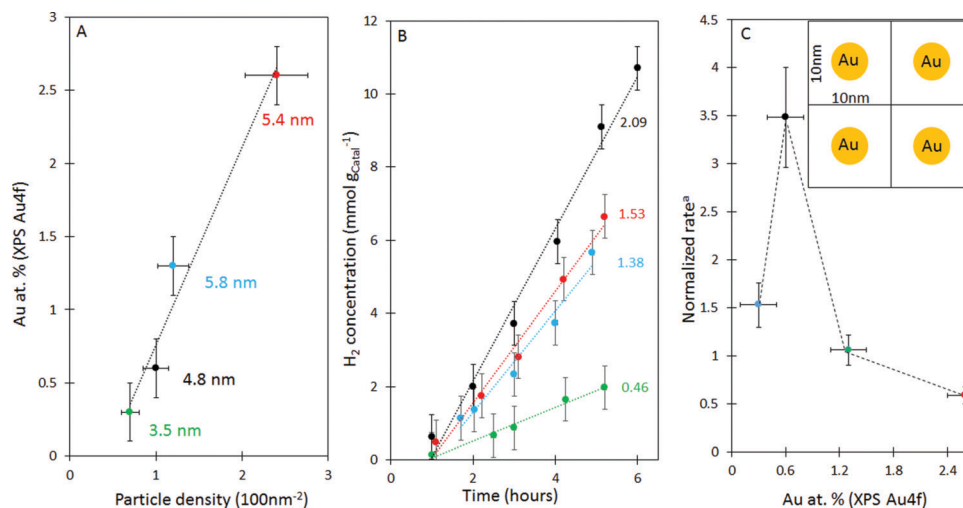 A
3
2.5
2
1.5
1
0.5
0
Au at. % (XPS Au4f)
5.4 nm
5.8 nm
4.8 nm
3.5 nm
0 1 2 3
Particle density (100nm⁻²)
B
12
10
8
6
4
2
0
H₂ concentration (mmol g_Catal⁻¹)
2.09
1.53
1.38
0.46
0 2 4 6
Time (hours)
C
4.5
4
3.5
3
2.5
2
1.5
1
0.5
0
Normalized rateᵃ
10nm
10nm
Au Au
Au Au
0 0.6 1.2 1.8 2.4
Au at. % (XPS Au4f)